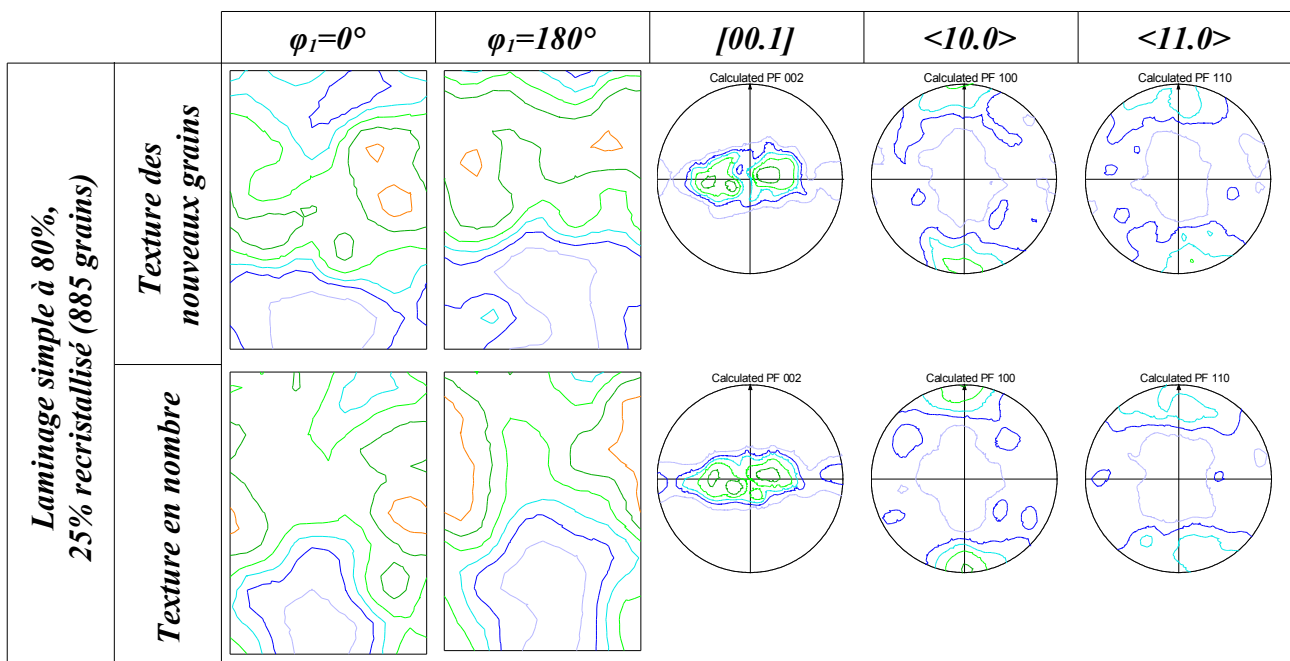 φ1=0°
φ1=180°
[00.1]
<10.0>
<11.0>
Laminage simple à 80%,
25% recristallisé (885 grains)
Texture des
nouveaux grains
Calculated PF 002
Calculated PF 100
Calculated PF 110
Texture en nombre
Calculated PF 002
Calculated PF 100
Calculated PF 110